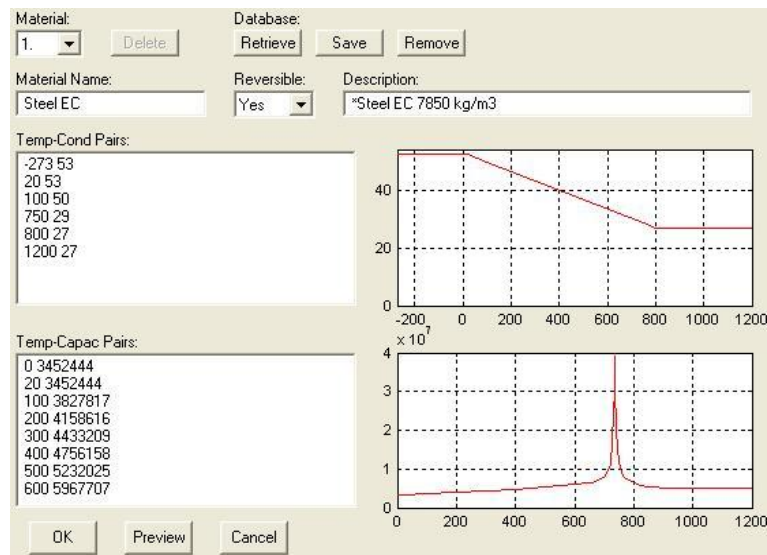 Material: Database:
1. Delete Retrieve Save Remove
Material Name: Reversible: Description:
Steel EC Yes *Steel EC 7850 kg/m3
Temp-Cond Pairs:
-273 53
20 53
100 50
750 29
800 27
1200 27
40
20
0
-200 0 200 400 600 800 1000 1200
Temp-Capac Pairs:
0 3452444
20 3452444
100 3827817
200 4158616
300 4433209
400 4756158
500 5232025
600 5967707
x 10^7
4
3
2
1
0
0 200 400 600 800 1000 1200
OK Preview Cancel